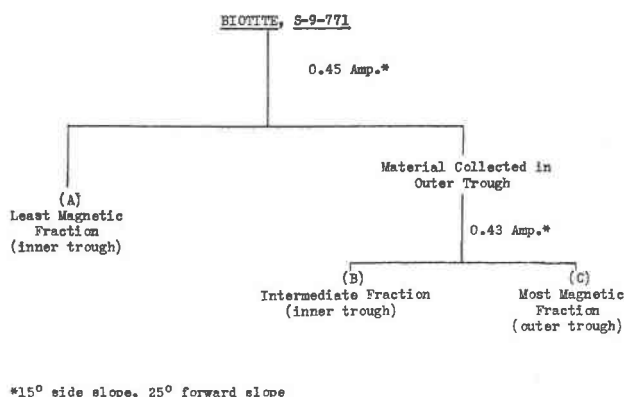 BIOTITE, S-9-771
0.45 Amp.*
Material Collected in
Outer Trough
(A)
Least Magnetic
Fraction
(inner trough)
0.43 Amp.*
(B)
Intermediate Fraction
(inner trough)
(C)
Most Magnetic
Fraction
(outer trough)
*15° side slope, 25° forward slope